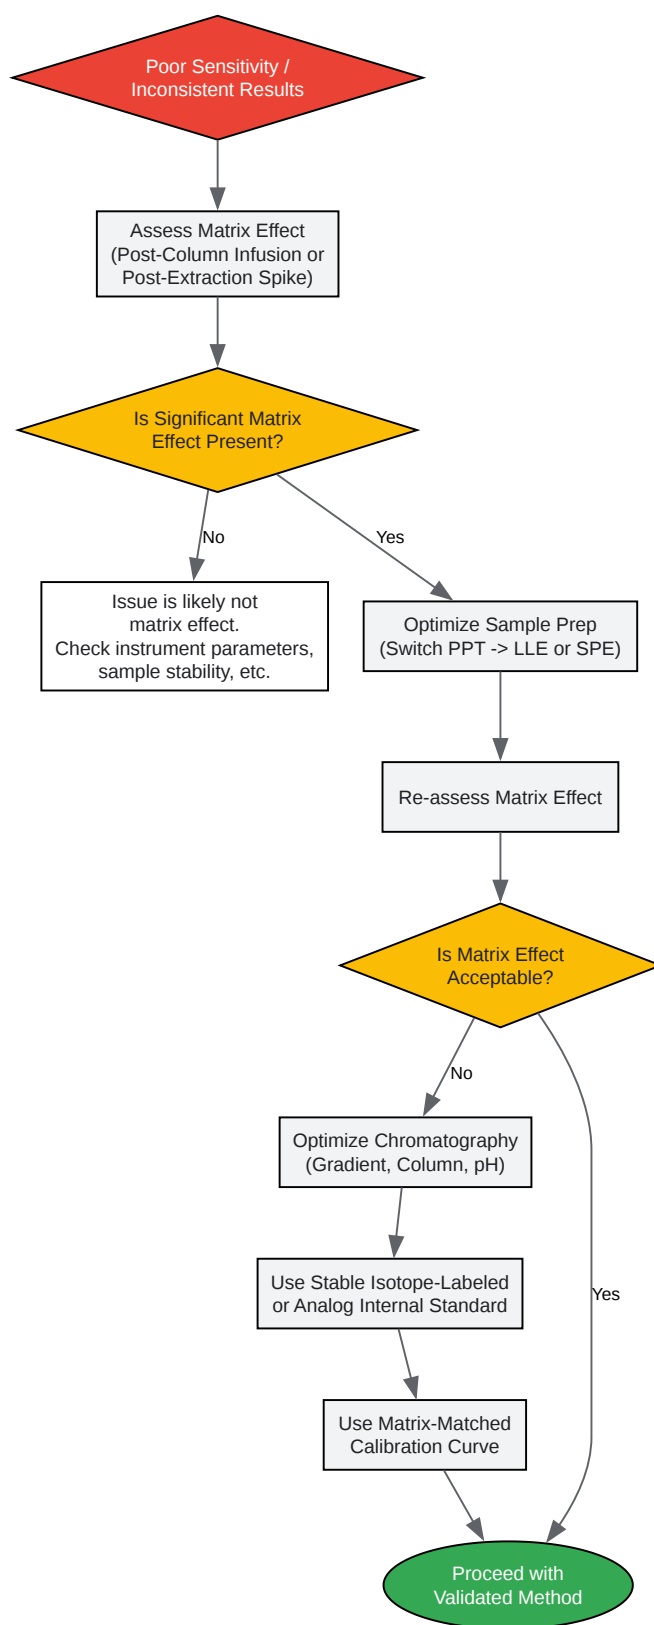 Poor Sensitivity /
Inconsistent Results
Assess Matrix Effect
(Post-Column Infusion or
Post-Extraction Spike)
Is Significant Matrix
Effect Present?
No
Yes
Issue is likely not
matrix effect.
Check instrument parameters,
sample stability, etc.
Optimize Sample Prep
(Switch PPT -> LLE or SPE)
Re-assess Matrix Effect
Is Matrix Effect
Acceptable?
No
Optimize Chromatography
(Gradient, Column, pH)
Use Stable Isotope-Labeled
or Analog Internal Standard
Yes
Use Matrix-Matched
Calibration Curve
Proceed with
Validated Method